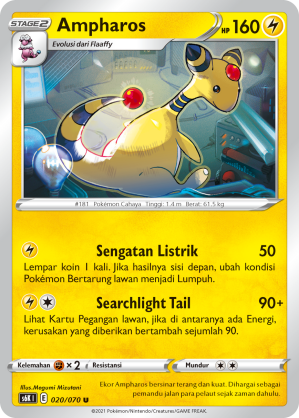 STAGE2 Ampharos HP 160
Evolusi dari Flaaffy
#181 Pokémon Cahaya Tinggi: 1.4 m Berat: 61.5 kg
Sengatan Listrik 50
Lempar koin 1 kali. Jika hasilnya sisi depan, ubah kondisi
Pokémon Bertarung lawan menjadi Lumpuh.
Searchlight Tail 90+
Lihat Kartu Pegangan lawan, jika di antaranya ada Energi,
kerusakan yang diberikan bertambah sejumlah 90.
Kelemahan ×2 Resistansi Mundur
Illus. Megumi Mizutani
s6K I E 020/070 U
Ekor Ampharos bersinar terang dan kuat. Dihargai sebagai
pemandu jalan para pelaut sejak zaman dahulu.
©2021 Pokémon/Nintendo/Creatures/GAME FREAK.